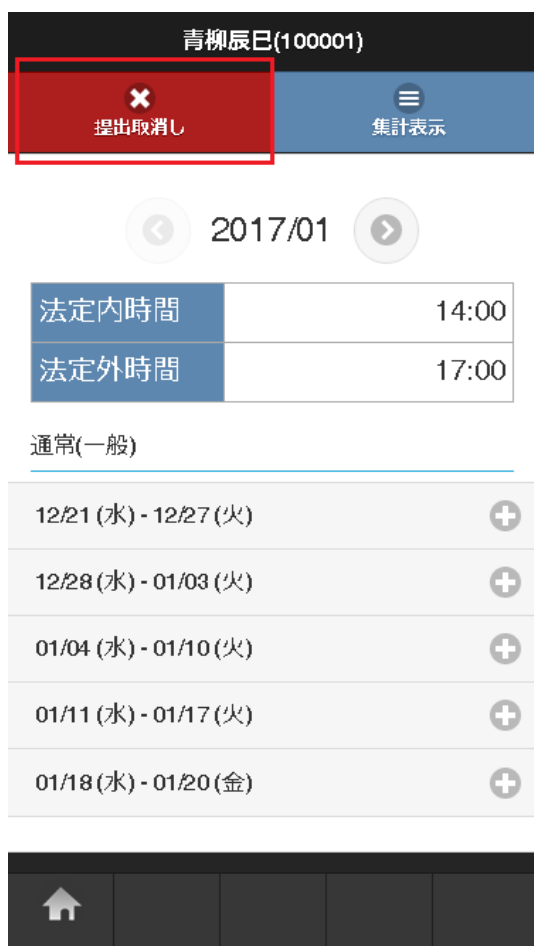 青柳辰巳(100001)
提出取消し
集計表示
2017/01
法定内時間 14:00
法定外時間 17:00
通常(一般)
12/21 (水) - 12/27 (火)
12/28 (水) - 01/03 (火)
01/04 (水) - 01/10 (火)
01/11 (水) - 01/17 (火)
01/18 (水) - 01/20 (金)